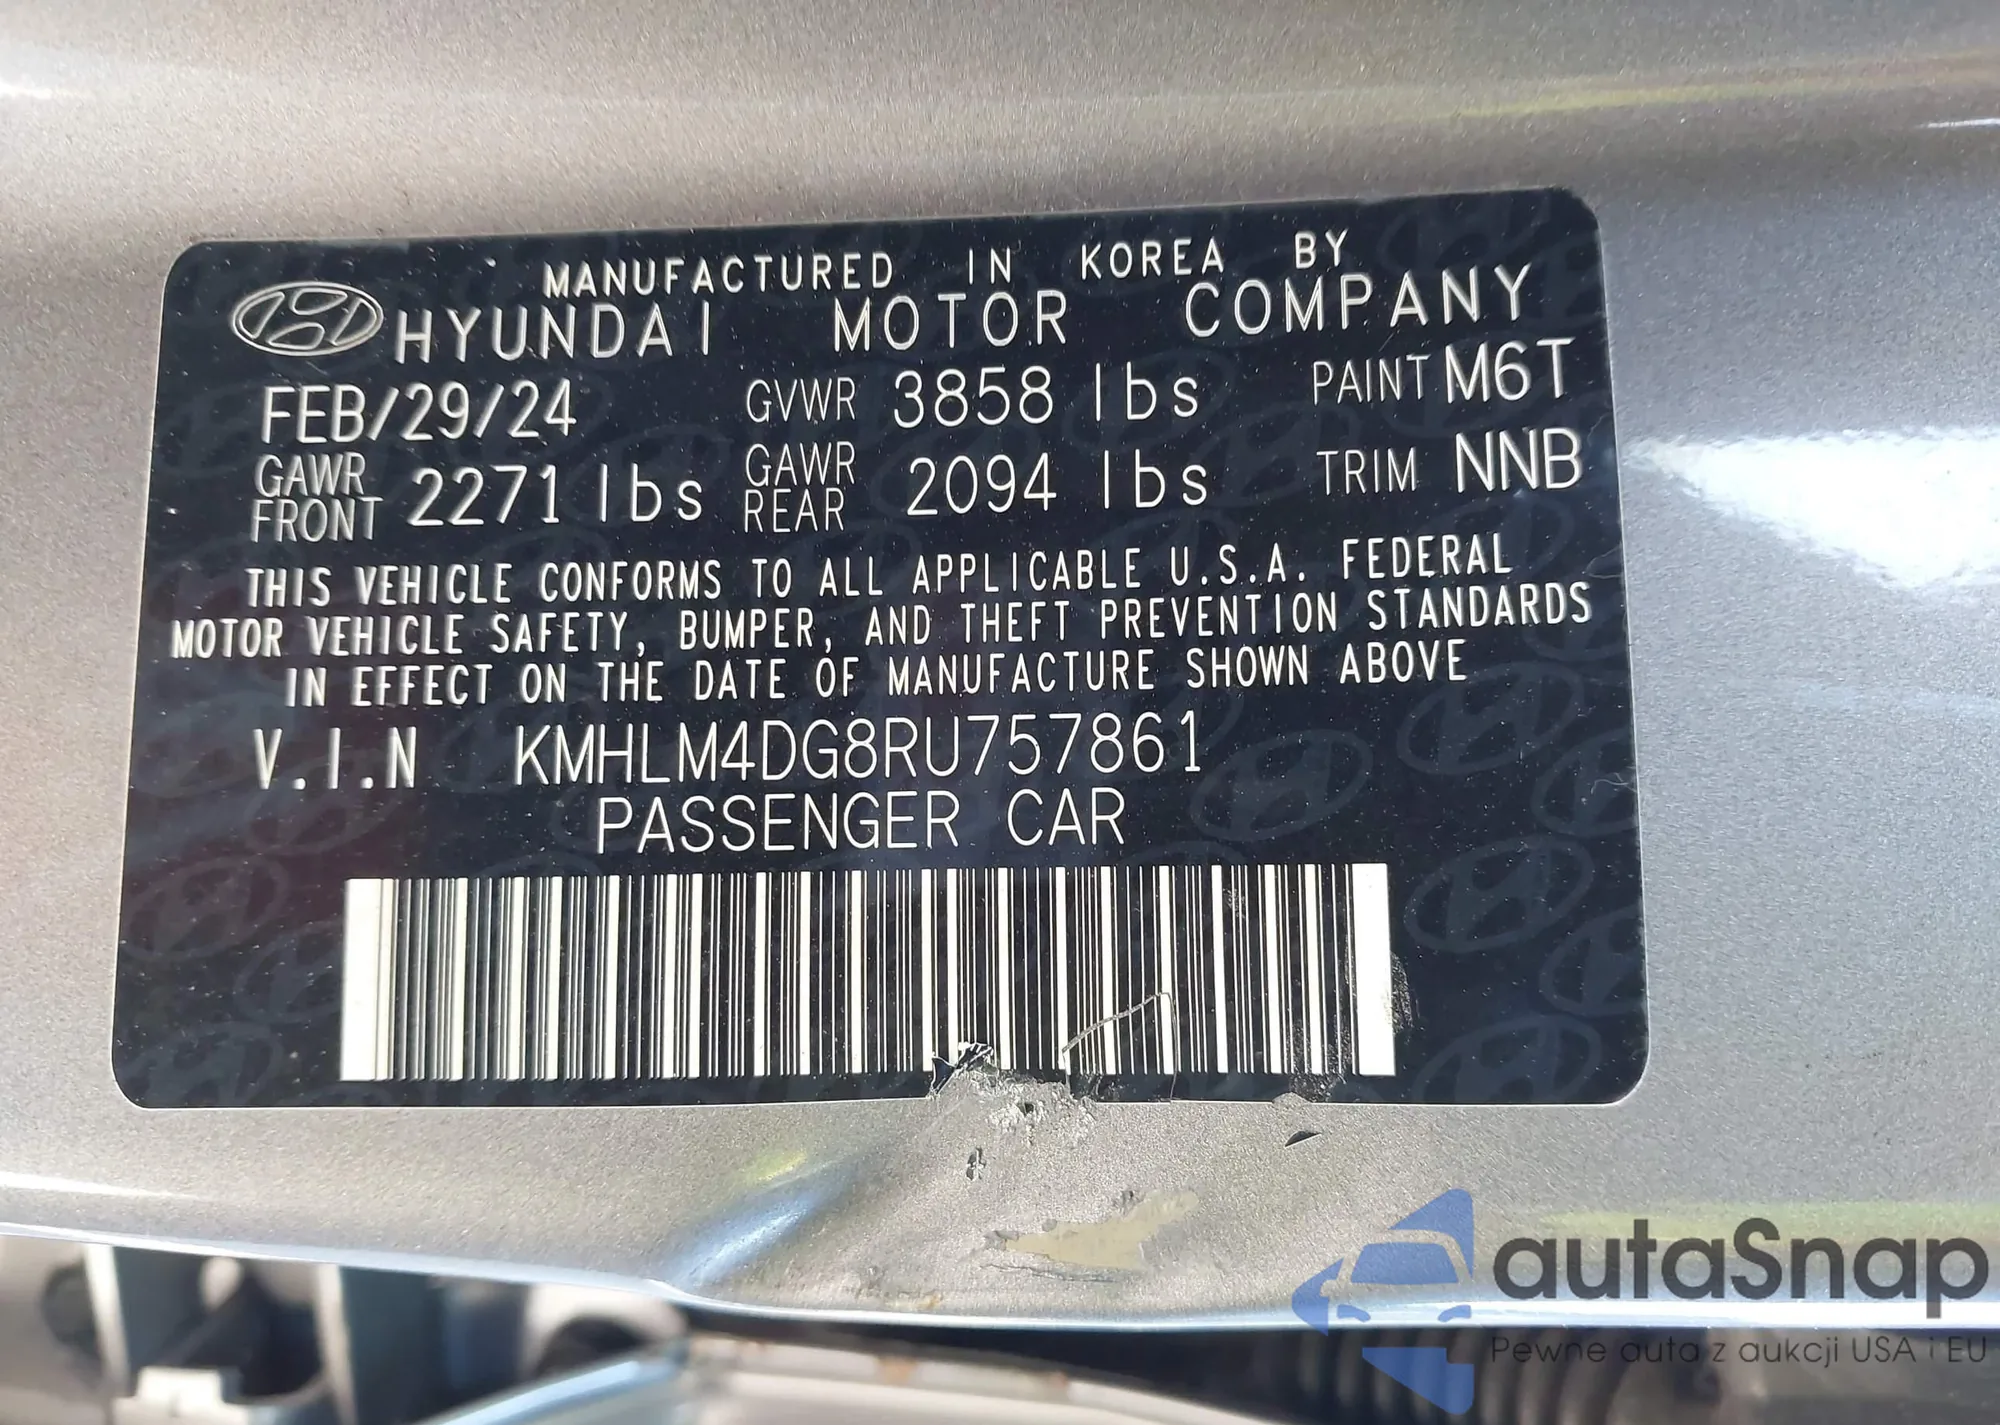 MANUFACTURED IN KOREA BY
HYUNDAI MOTOR COMPANY
FEB/29/24 GVWR 3858 lbs PAINT M6T
GAWR FRONT 2271 lbs GAWR REAR 2094 lbs TRIM NNB
THIS VEHICLE CONFORMS TO ALL APPLICABLE U.S.A. FEDERAL
MOTOR VEHICLE SAFETY, BUMPER, AND THEFT PREVENTION STANDARDS
IN EFFECT ON THE DATE OF MANUFACTURE SHOWN ABOVE
V.I.N KMHLM4DG8RU757861
PASSENGER CAR
autaSnap
Pewne auta z aukcji USA i EU